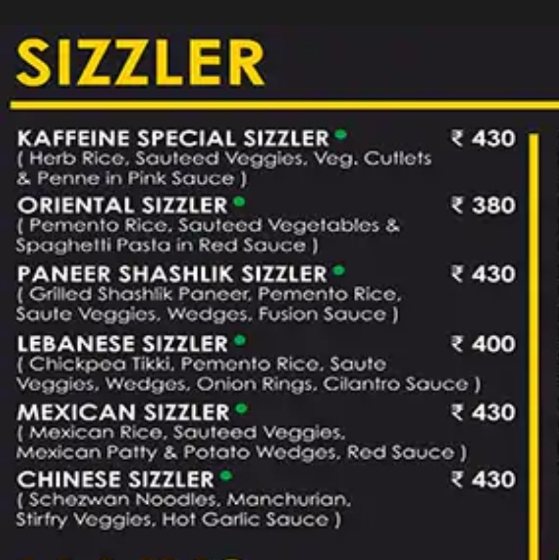 SIZZLER
KAFFEINE SPECIAL SIZZLER ₹ 430
( Herb Rice, Sauteed Veggies, Veg. Cutlets
& Penne in Pink Sauce )
ORIENTAL SIZZLER ₹ 380
( Pemento Rice, Sauteed Vegetables &
Spaghetti Pasta in Red Sauce )
PANEER SHASHLIK SIZZLER ₹ 430
( Grilled Shashlik Paneer, Pemento Rice,
Saute Veggies, Wedges, Fusion Sauce )
LEBANESE SIZZLER ₹ 400
( Chickpea Tikki, Pemento Rice, Saute
Veggies, Wedges, Onion Rings, Cilantro Sauce )
MEXICAN SIZZLER ₹ 430
( Mexican Rice, Sauteed Veggies,
Mexican Patty & Potato Wedges, Red Sauce )
CHINESE SIZZLER ₹ 430
( Schezwan Noodles, Manchurian,
Stirfry Veggies, Hot Garlic Sauce )